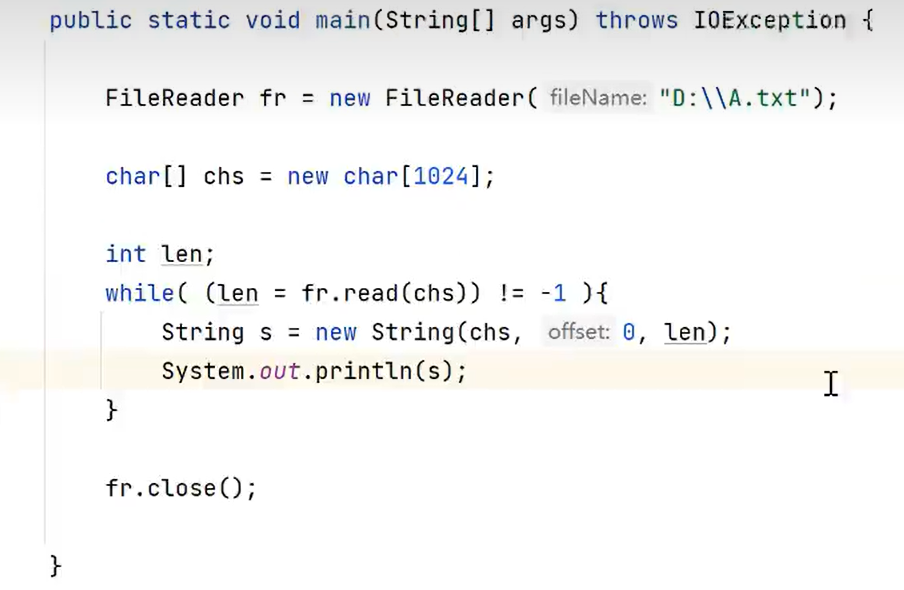 public static void main(String[] args) throws IOException {
FileReader fr = new FileReader( fileName: "D:\\A.txt");
char[] chs = new char[1024];
int len;
while( (len = fr.read(chs)) != -1 ){
String s = new String(chs, offset: 0, len);
System.out.println(s);
}
fr.close();
}